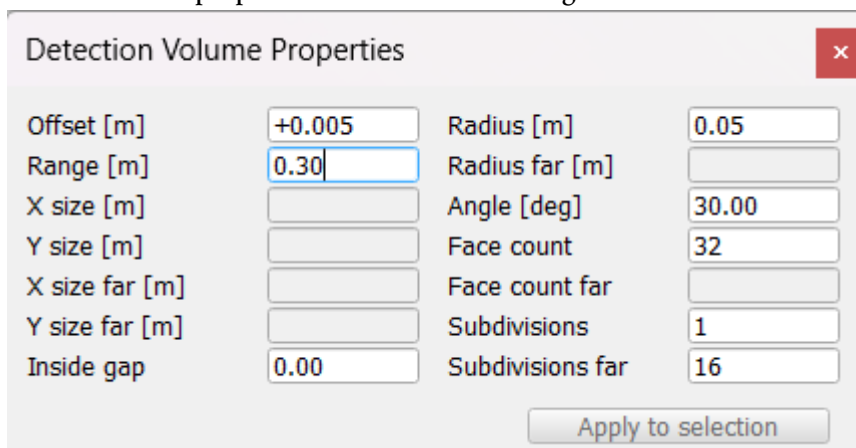 Detection Volume Properties
×
Offset [m] +0.005 Radius [m] 0.05
Range [m] 0.30 Radius far [m]
X size [m] Angle [deg] 30.00
Y size [m] Face count 32
X size far [m] Face count far
Y size far [m] Subdivisions 1
Inside gap 0.00 Subdivisions far 16
Apply to selection